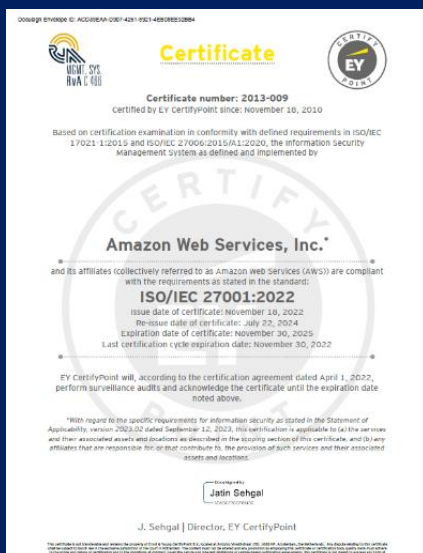 Docusign Envelope ID:
Certificate
MGMT. SYS.
RvA C 488
CERTIFY
EY
POINT
Certificate number: 2013-009
Certified by EY CertifyPoint since: November 18, 2010
Based on certification examination in conformity with defined requirements in ISO/IEC
17021-1:2015 and ISO/IEC 27006:2015/A1:2020, the Information Security
Management System as defined and implemented by
CERTIFY
POINT
Amazon Web Services, Inc.*
and its affiliates (collectively referred to as Amazon Web Services (AWS)) are compliant
with the requirements as stated in the standard:
ISO/IEC 27001:2022
Issue date of certificate: November 18, 2022
Re-issue date of certificate: July 22, 2024
Expiration date of certificate: November 30, 2025
Last certification cycle expiration date: November 30, 2022
EY CertifyPoint will, according to the certification agreement dated April 1, 2022,
perform surveillance audits and acknowledge the certificate until the expiration date
noted above.
*With regard to the specific requirements for information security as stated in the Statement of
Applicability, version 2023.02 dated September 12, 2023, this certification is applicable to (a) the services
and their associated assets and locations as described in the scoping section of this certificate, and (b) any
affiliates that are responsible for, or that contribute to, the provision of such services and their associated
assets and locations.
Jatin Sehgal
J. Sehgal | Director, EY CertifyPoint